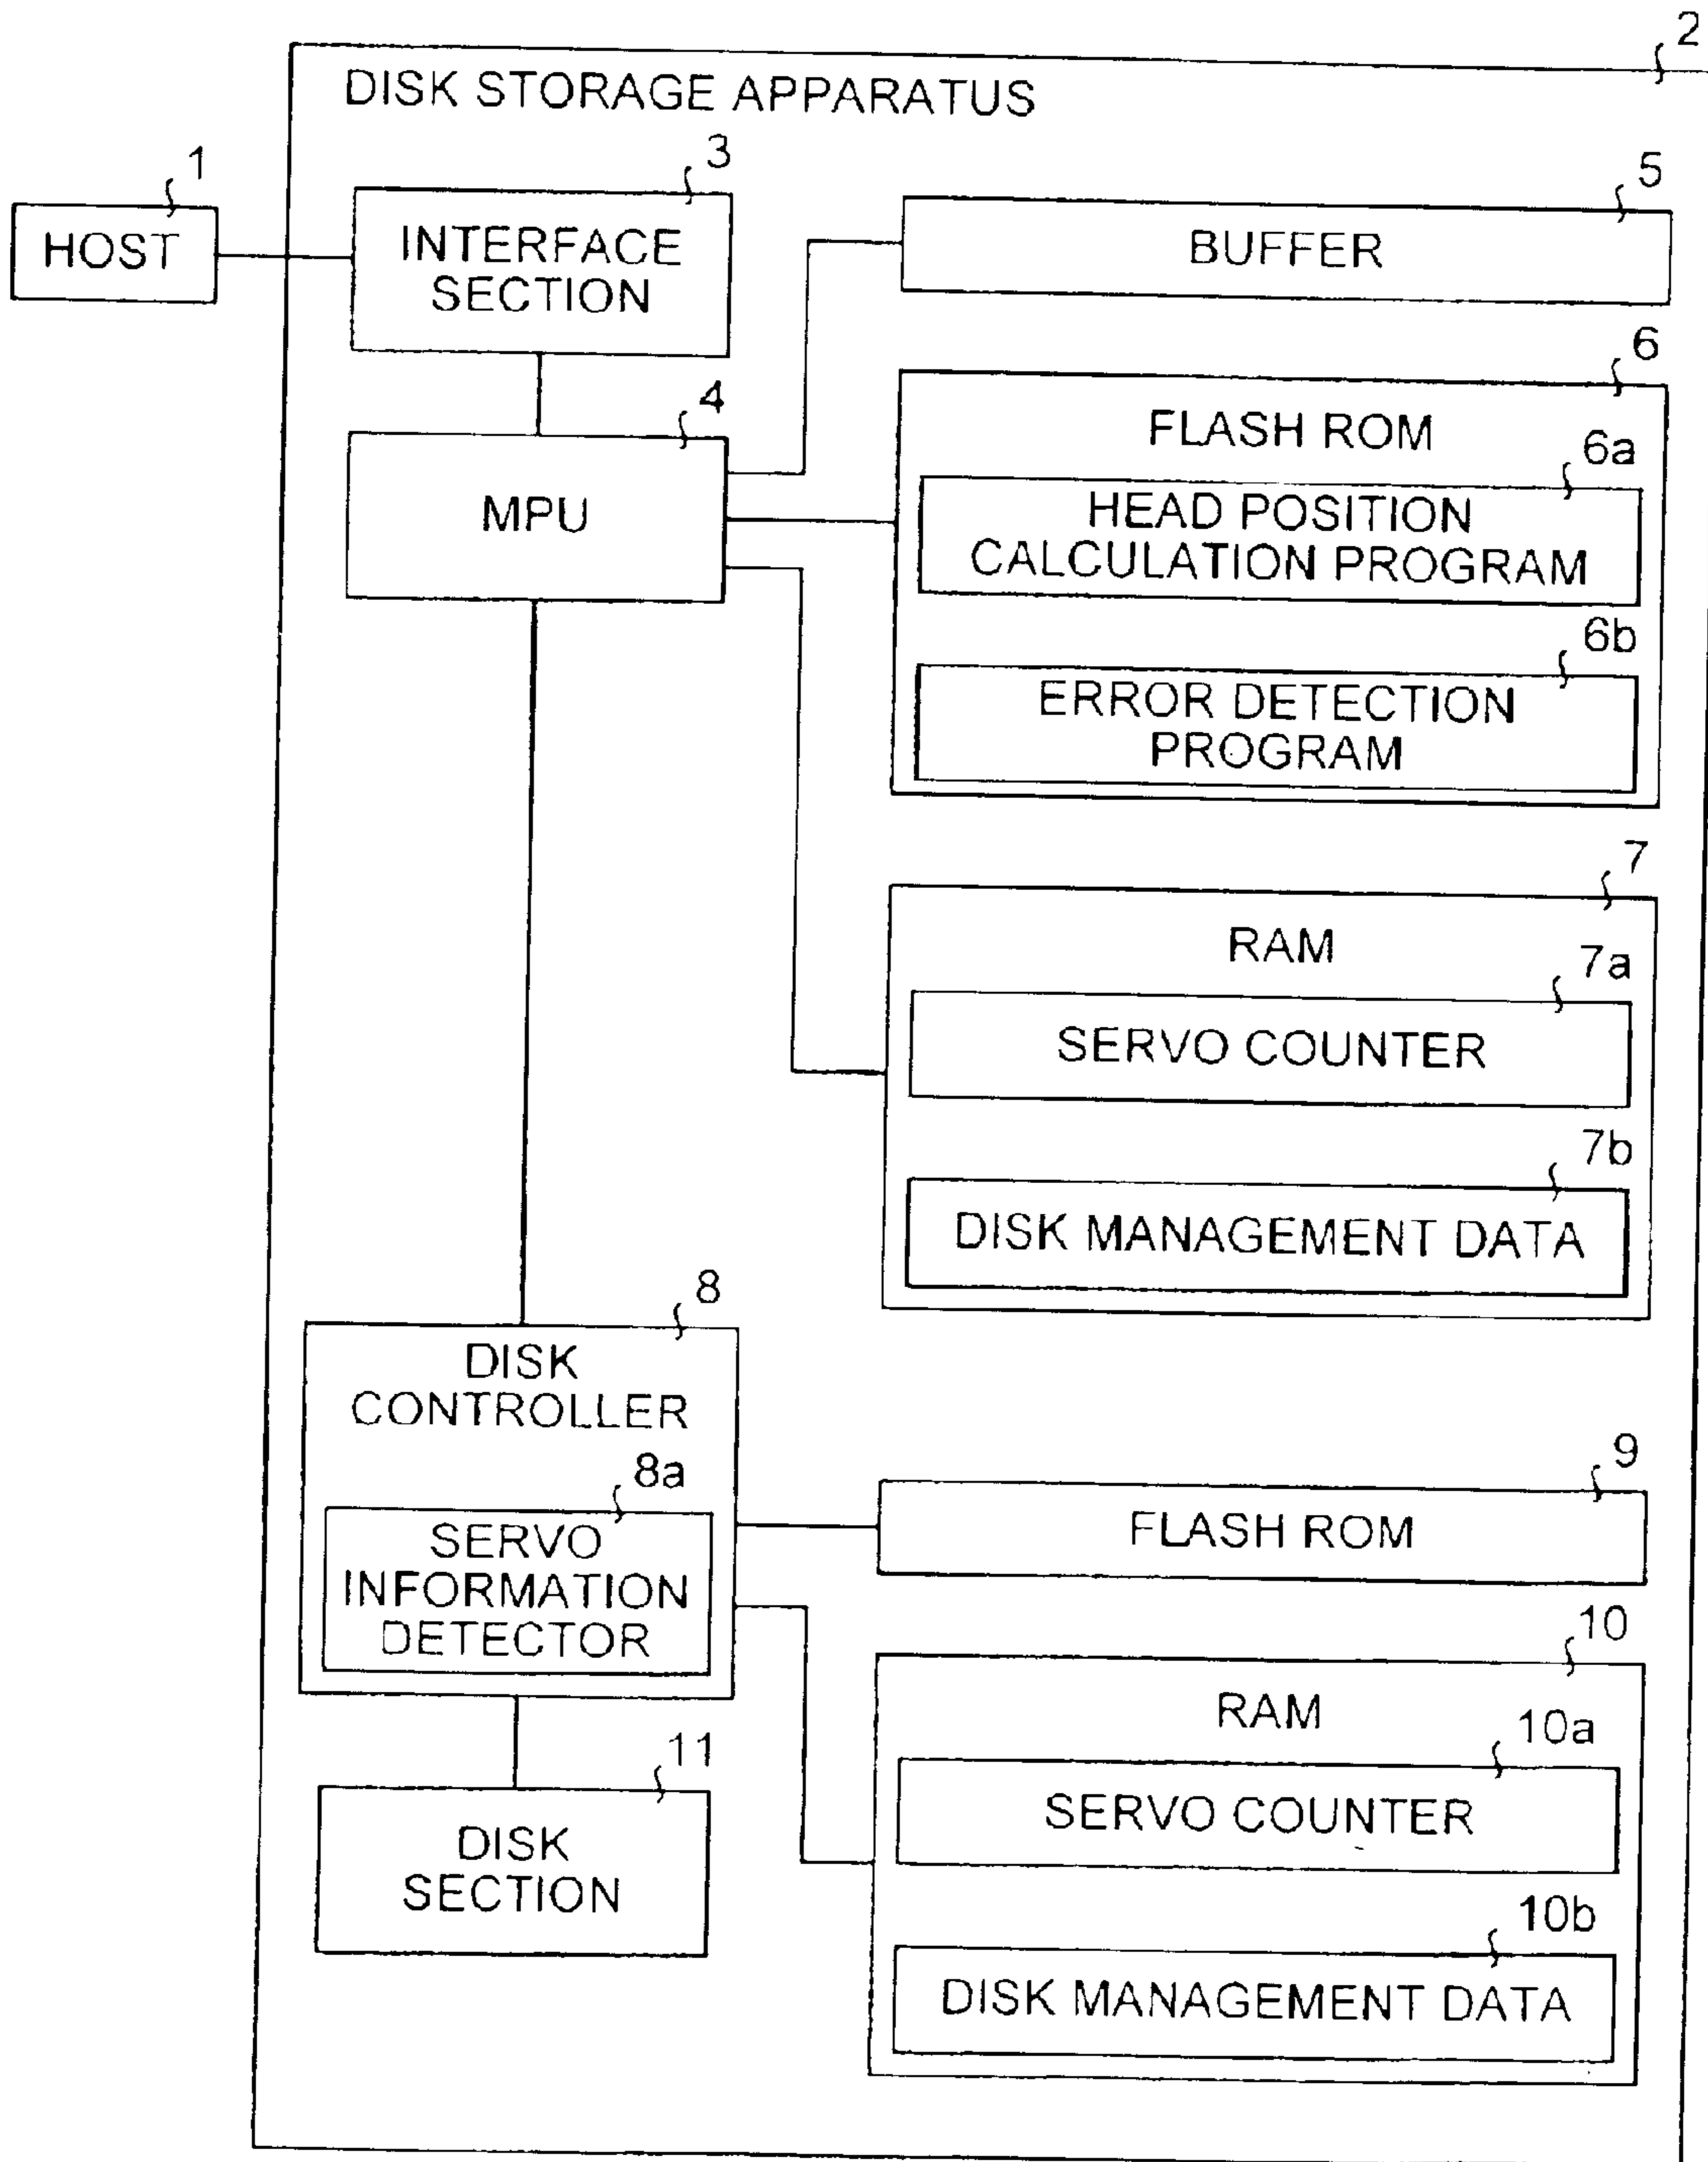 2
DISK STORAGE APPARATUS
1
HOST
3
INTERFACE
SECTION
5
BUFFER
4
MPU
6
FLASH ROM
6a
HEAD POSITION
CALCULATION PROGRAM
6b
ERROR DETECTION
PROGRAM
7
RAM
7a
SERVO COUNTER
7b
DISK MANAGEMENT DATA
8
DISK
CONTROLLER
8a
SERVO
INFORMATION
DETECTOR
9
FLASH ROM
10
RAM
10a
SERVO COUNTER
10b
DISK MANAGEMENT DATA
11
DISK
SECTION